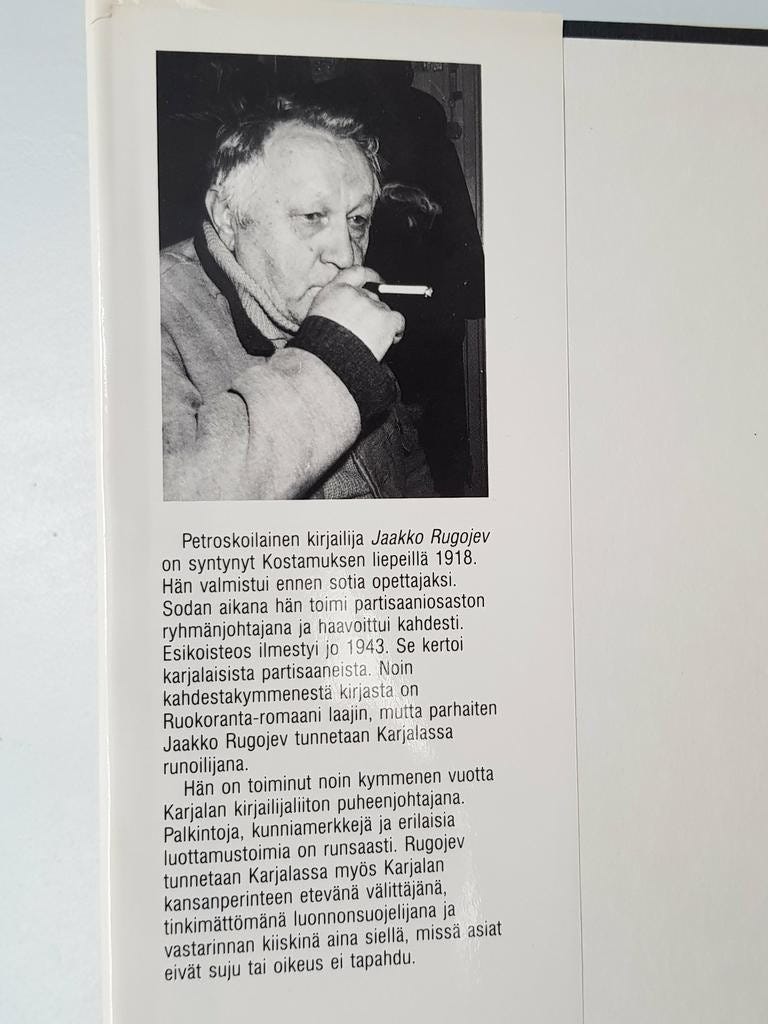 Petroskoilainen kirjailija Jaakko Rugojev
on syntynyt Kostamuksen liepeillä 1918.
Hän valmistui ennen sotia opettajaksi.
Sodan aikana hän toimi partisaaniosaston
ryhmänjohtajana ja haavoittui kahdesti.
Esikoisteos ilmestyi jo 1943. Se kertoi
karjalaisista partisaaneista. Noin
kahdestakymmenestä kirjasta on
Ruokoranta-romaani laajin, mutta parhaiten
Jaakko Rugojev tunnetaan Karjalassa
runoilijana.
Hän on toiminut noin kymmenen vuotta
Karjalan kirjailijaliiton puheenjohtajana.
Palkintoja, kunniamerkkejä ja erilaisia
luottamustoimia on runsaasti. Rugojev
tunnetaan Karjalassa myös Karjalan
kansanperinteen etevänä välittäjänä,
tinkimättömänä luonnonsuojelijana ja
vastarinnan kiiskinä aina siellä, missä asiat
eivät suju tai oikeus ei tapahdu.